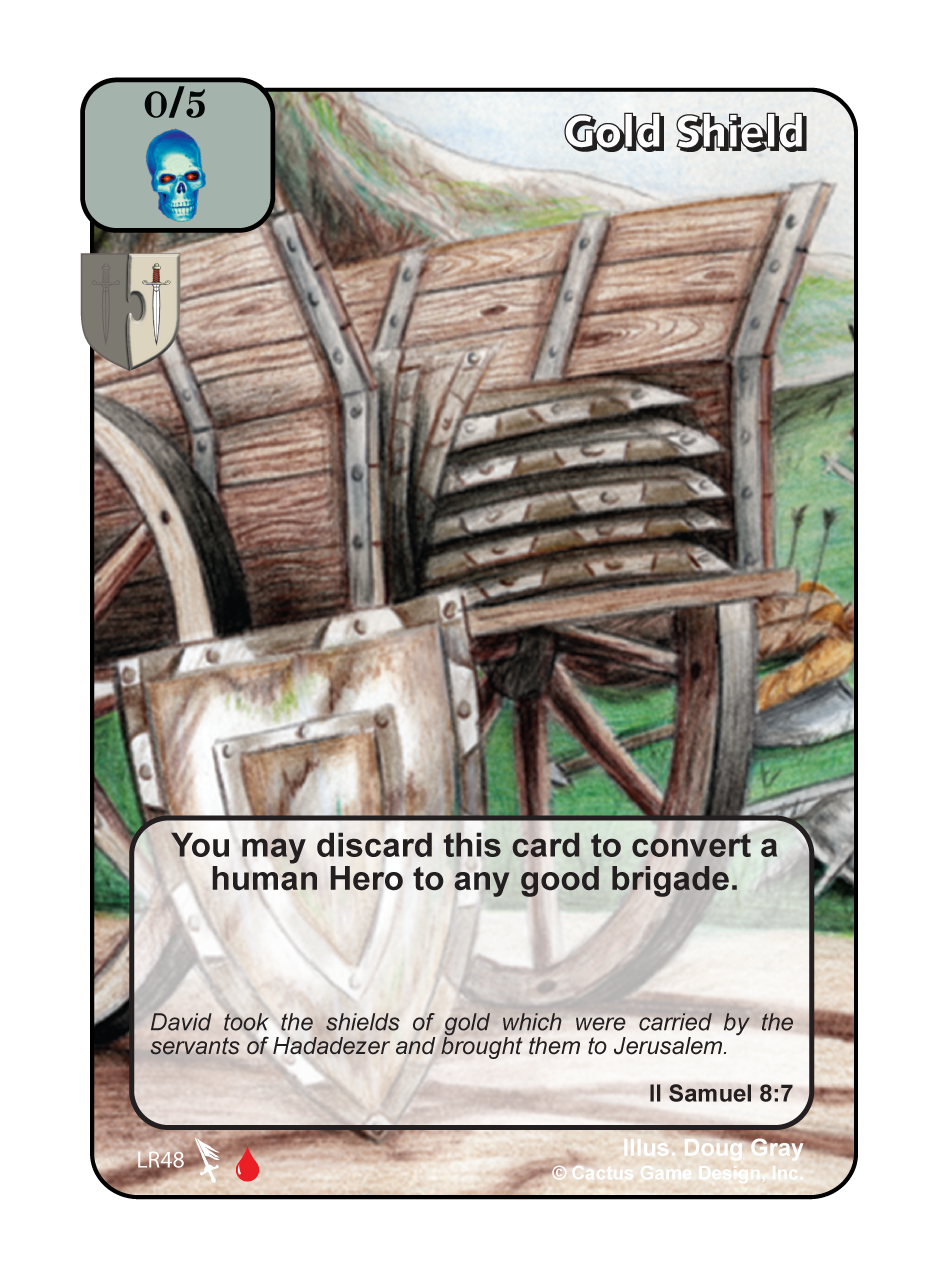 0/5
Gold Shield
You may discard this card to convert a
human Hero to any good brigade.
David took the shields of gold which were carried by the
servants of Hadadezer and brought them to Jerusalem.
II Samuel 8:7
LR48
Illus. Doug Gray
© Cactus Game Design, Inc.